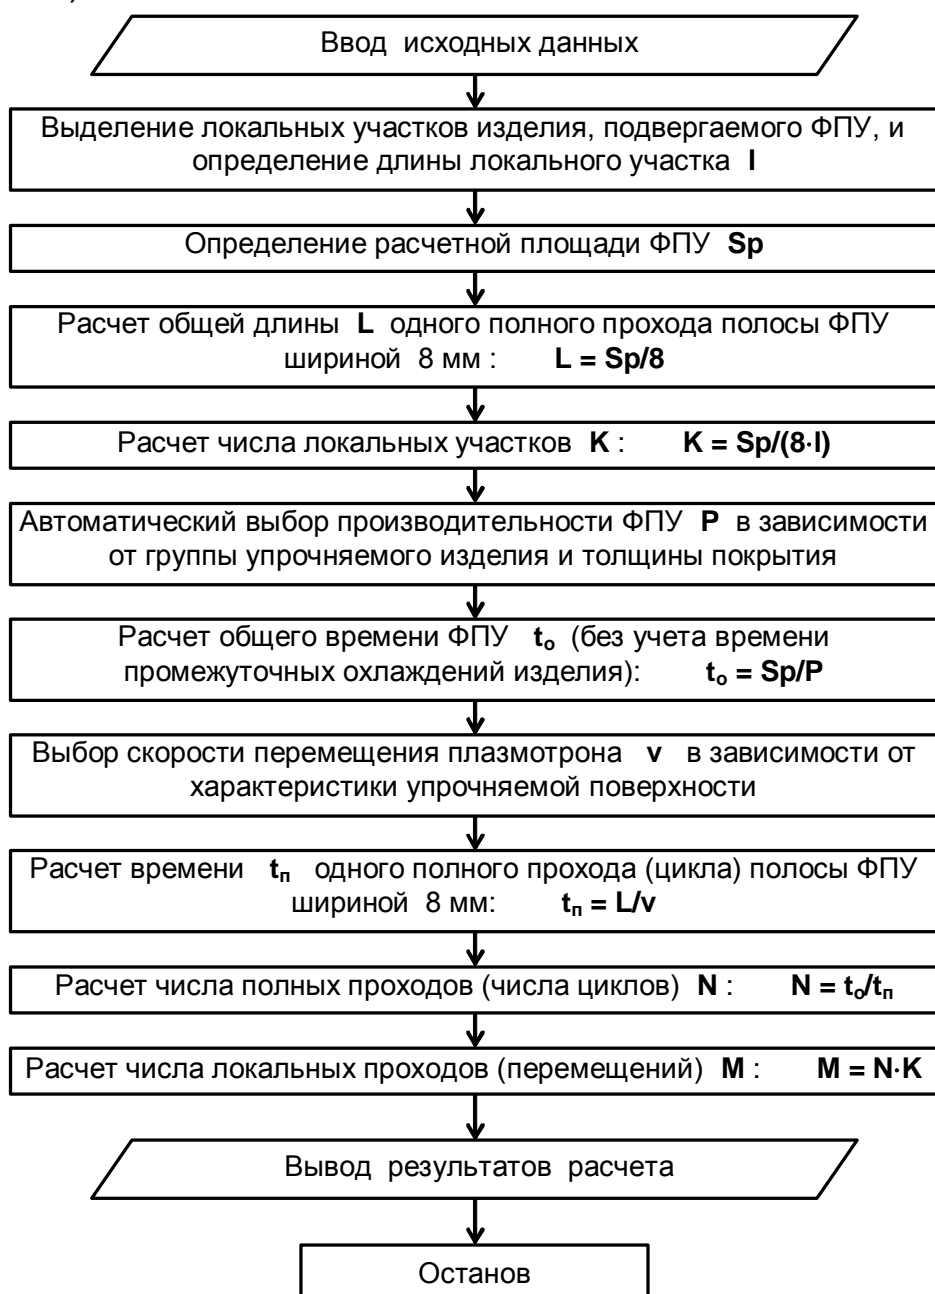 Ввод исходных данных
Выделение локальных участков изделия, подвергаемого ФПУ, и
определение длины локального участка l
Определение расчетной площади ФПУ Sp
Расчет общей длины L одного полного прохода полосы ФПУ
шириной 8 мм : L = Sp/8
Расчет числа локальных участков K : K = Sp/(8·l)
Автоматический выбор производительности ФПУ P в зависимости
от группы упрочняемого изделия и толщины покрытия
Расчет общего времени ФПУ tₒ (без учета времени
промежуточных охлаждений изделия): tₒ = Sp/P
Выбор скорости перемещения плазмотрона v в зависимости от
характеристики упрочняемой поверхности
Расчет времени tп одного полного прохода (цикла) полосы ФПУ
шириной 8 мм: tп = L/v
Расчет числа полных проходов (числа циклов) N : N = tₒ/tп
Расчет числа локальных проходов (перемещений) M : M = N·K
Вывод результатов расчета
Останов